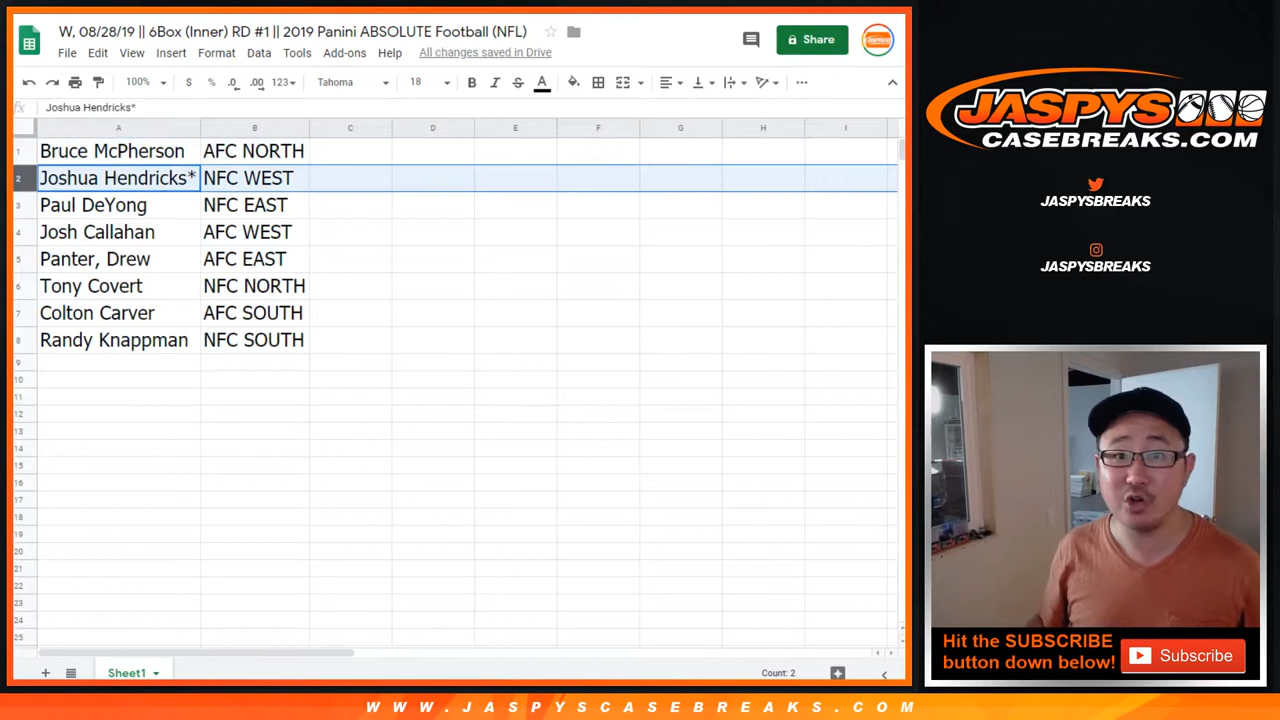 W, 08/28/19 || 6Box (Inner) RD #1 || 2019 Panini ABSOLUTE Football (NFL)
File Edit View Insert Format Data Tools Add-ons Help All changes saved in Drive
Share
100% $ % .0 .00 123 Tahoma 18 B I S A
fx Joshua Hendricks*
A B C D E F G H I
1 Bruce McPherson AFC NORTH
2 Joshua Hendricks* NFC WEST
3 Paul DeYong NFC EAST
4 Josh Callahan AFC WEST
5 Panter, Drew AFC EAST
6 Tony Covert NFC NORTH
7 Colton Carver AFC SOUTH
8 Randy Knappman NFC SOUTH
9
10
11
12
13
14
15
16
17
18
19
20
21
22
23
24
25
+ Sheet1 Count: 2
JASPYS
CASEBREAKS.COM
JASPYSBREAKS
JASPYSBREAKS
Hit the SUBSCRIBE
button down below!
Subscribe
WWW.JASPYSCASEBREAKS.COM